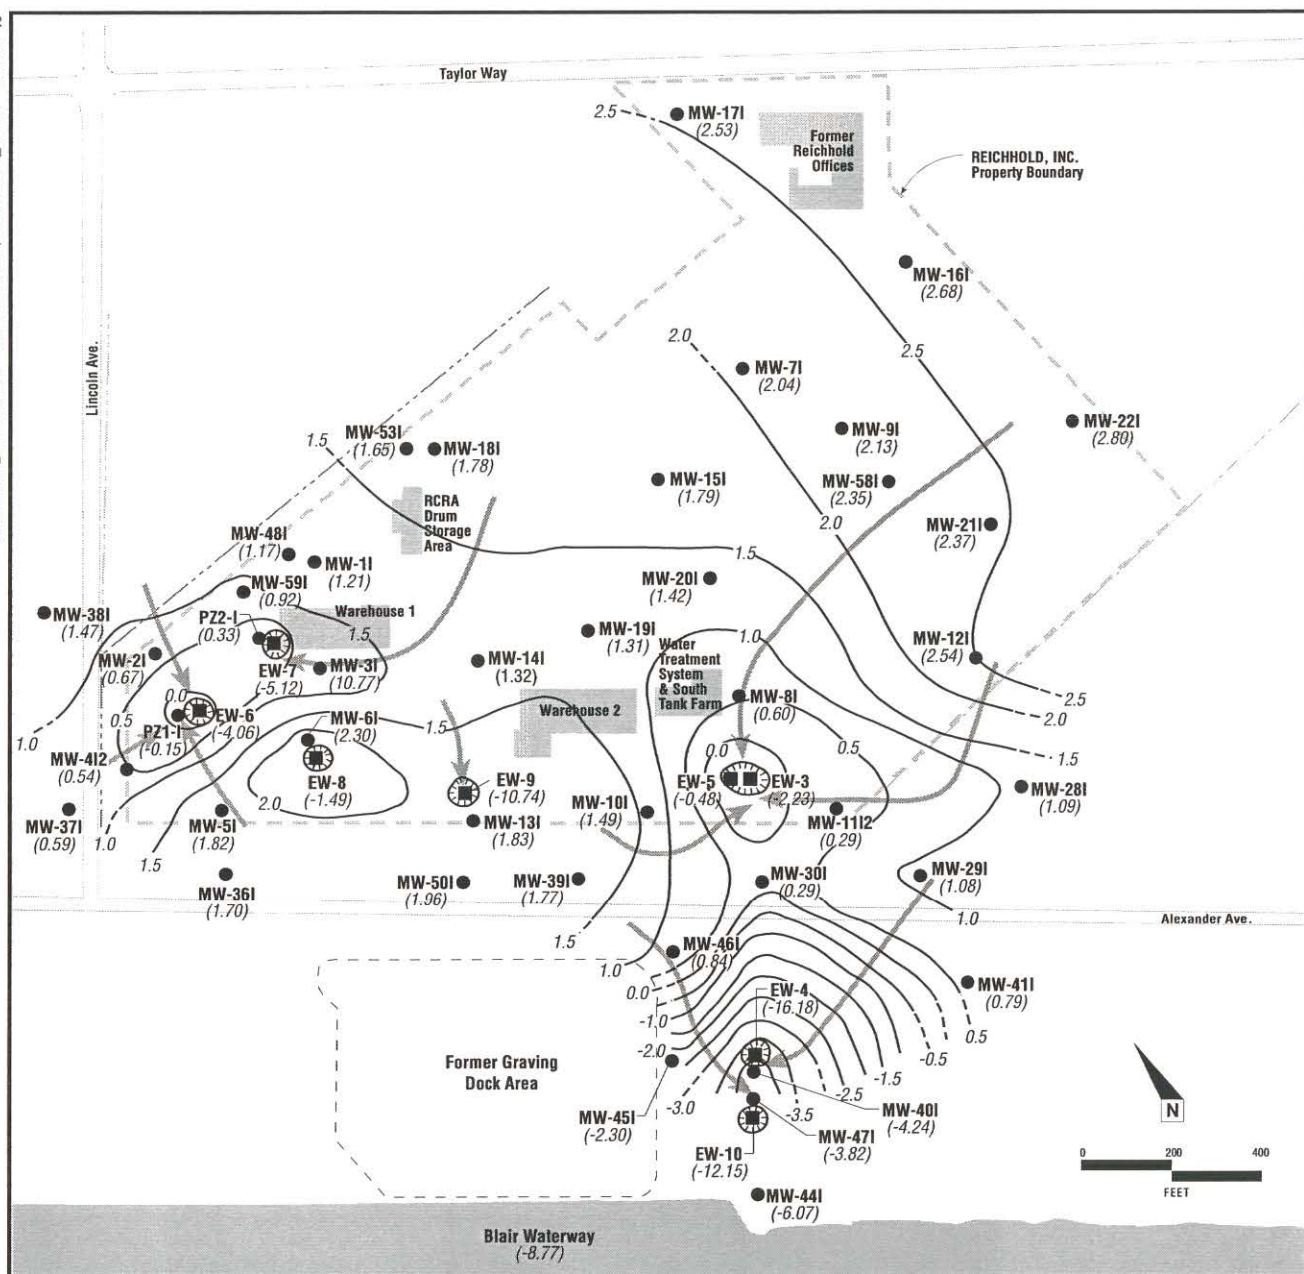 Taylor Way
2.5
MW-17I
(2.53)
Former
Reichhold
Offices
REICHHOLD, INC.
Property Boundary
MW-16I
(2.68)
Lincoln Ave.
2.0
2.5
MW-7I
(2.04)
MW-22I
(2.80)
MW-9I
(2.13)
MW-53I
(1.65)
1.5
MW-18I
(1.78)
MW-15I
(1.79)
MW-58I
(2.35)
RCRA
Drum
Storage
Area
2.0
MW-21I
(2.37)
MW-48I
(1.17)
MW-1I
(1.21)
1.5
MW-20I
(1.42)
MW-59I
(0.92)
MW-38I
(1.47)
PZ2-I
(0.33)
Warehouse 1
1.5
MW-19I
(1.31)
1.0
Water
Treatment
System
& South
Tank Farm
MW-12I
(2.54)
MW-2I
(0.67)
EW-7
(-5.12)
MW-3I
(10.77)
MW-14I
(1.32)
MW-8I
(0.60)
2.5
0.0
0.5
EW-6
(-4.06)
PZ1-I
(-0.15)
MW-6I
(2.30)
1.5
Warehouse 2
2.0
1.0
0.0
0.5
1.5
MW-4I2
(0.54)
EW-8
(-1.49)
EW-9
(-10.74)
EW-5
(-0.48)
EW-3
(-2.23)
MW-28I
(1.09)
2.0
MW-37I
(0.59)
1.0
MW-5I
(1.82)
MW-13I
(1.83)
MW-10I
(1.49)
MW-11I2
(0.29)
1.5
MW-36I
(1.70)
MW-50I
(1.96)
MW-39I
(1.77)
MW-30I
(0.29)
MW-29I
(1.08)
1.0
Alexander Ave.
1.5
MW-46I
(0.84)
1.0
0.0
EW-4
(-16.18)
MW-41I
(0.79)
-1.0
0.5
-2.0
-0.5
Former Graving
Dock Area
-1.5
-2.5
-3.0
-3.5
MW-45I
(-2.30)
MW-40I
(-4.24)
MW-47I
(-3.82)
EW-10
(-12.15)
N
0 200 400
FEET
MW-44I
(-6.07)
Blair Waterway
(-8.77)